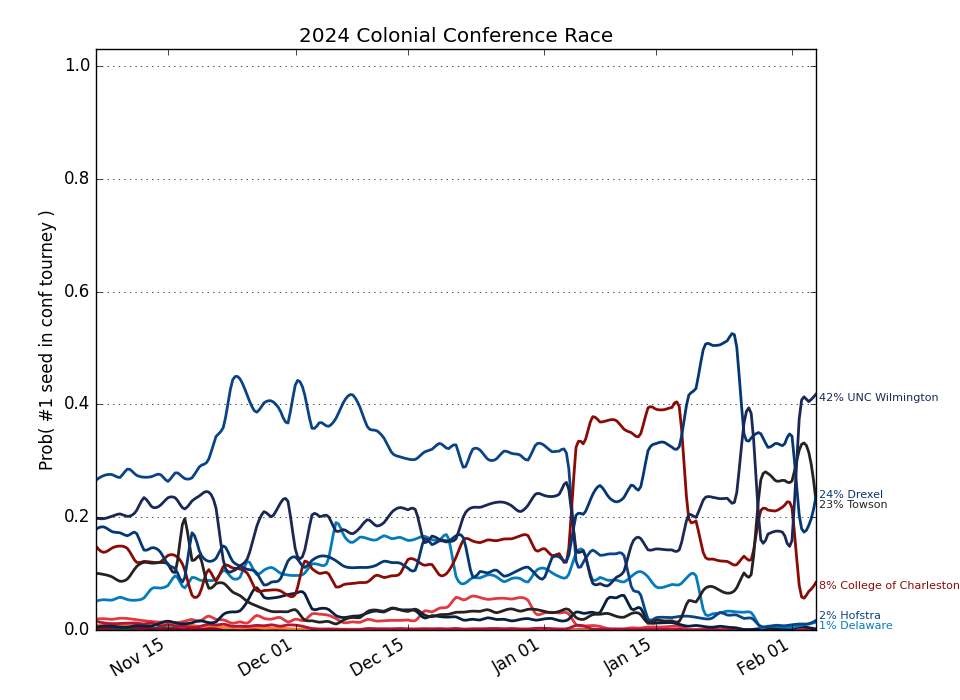 2024 Colonial Conference Race
Prob( #1 seed in conf tourney )
1.0
0.8
0.6
0.4
0.2
0.0
42% UNC Wilmington
24% Drexel
23% Towson
8% College of Charleston
2% Hofstra
1% Delaware
Nov 15
Dec 01
Dec 15
Jan 01
Jan 15
Feb 01